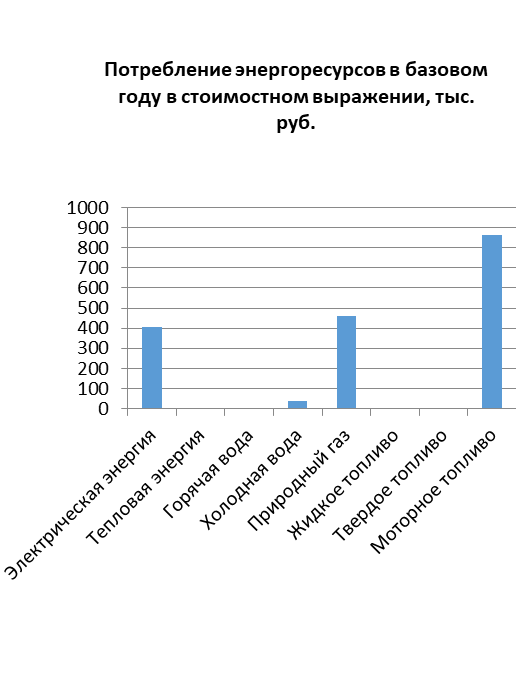 Потребление энергоресурсов в базовом
году в стоимостном выражении, тыс.
руб.
1000
900
800
700
600
500
400
300
200
100
0
Электрическая энергия
Тепловая энергия
Горячая вода
Холодная вода
Природный газ
Жидкое топливо
Твердое топливо
Моторное топливо